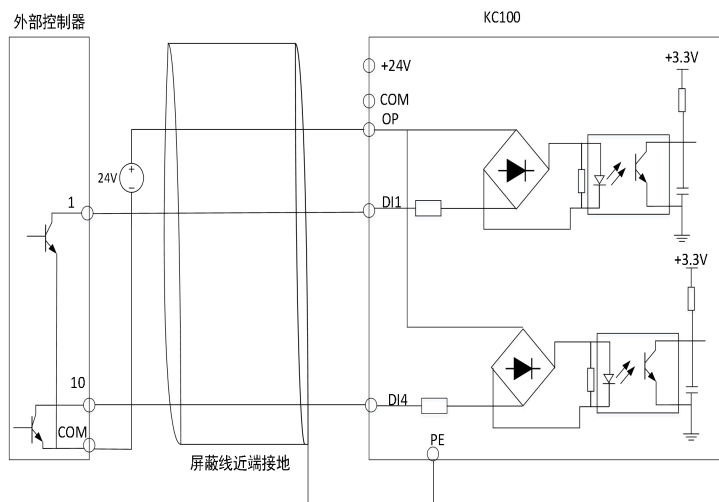 外部控制器
KC100
+3.3V
+24V
COM
OP
24V
1
DI1
+3.3V
10
DI4
COM
PE
屏蔽线近端接地